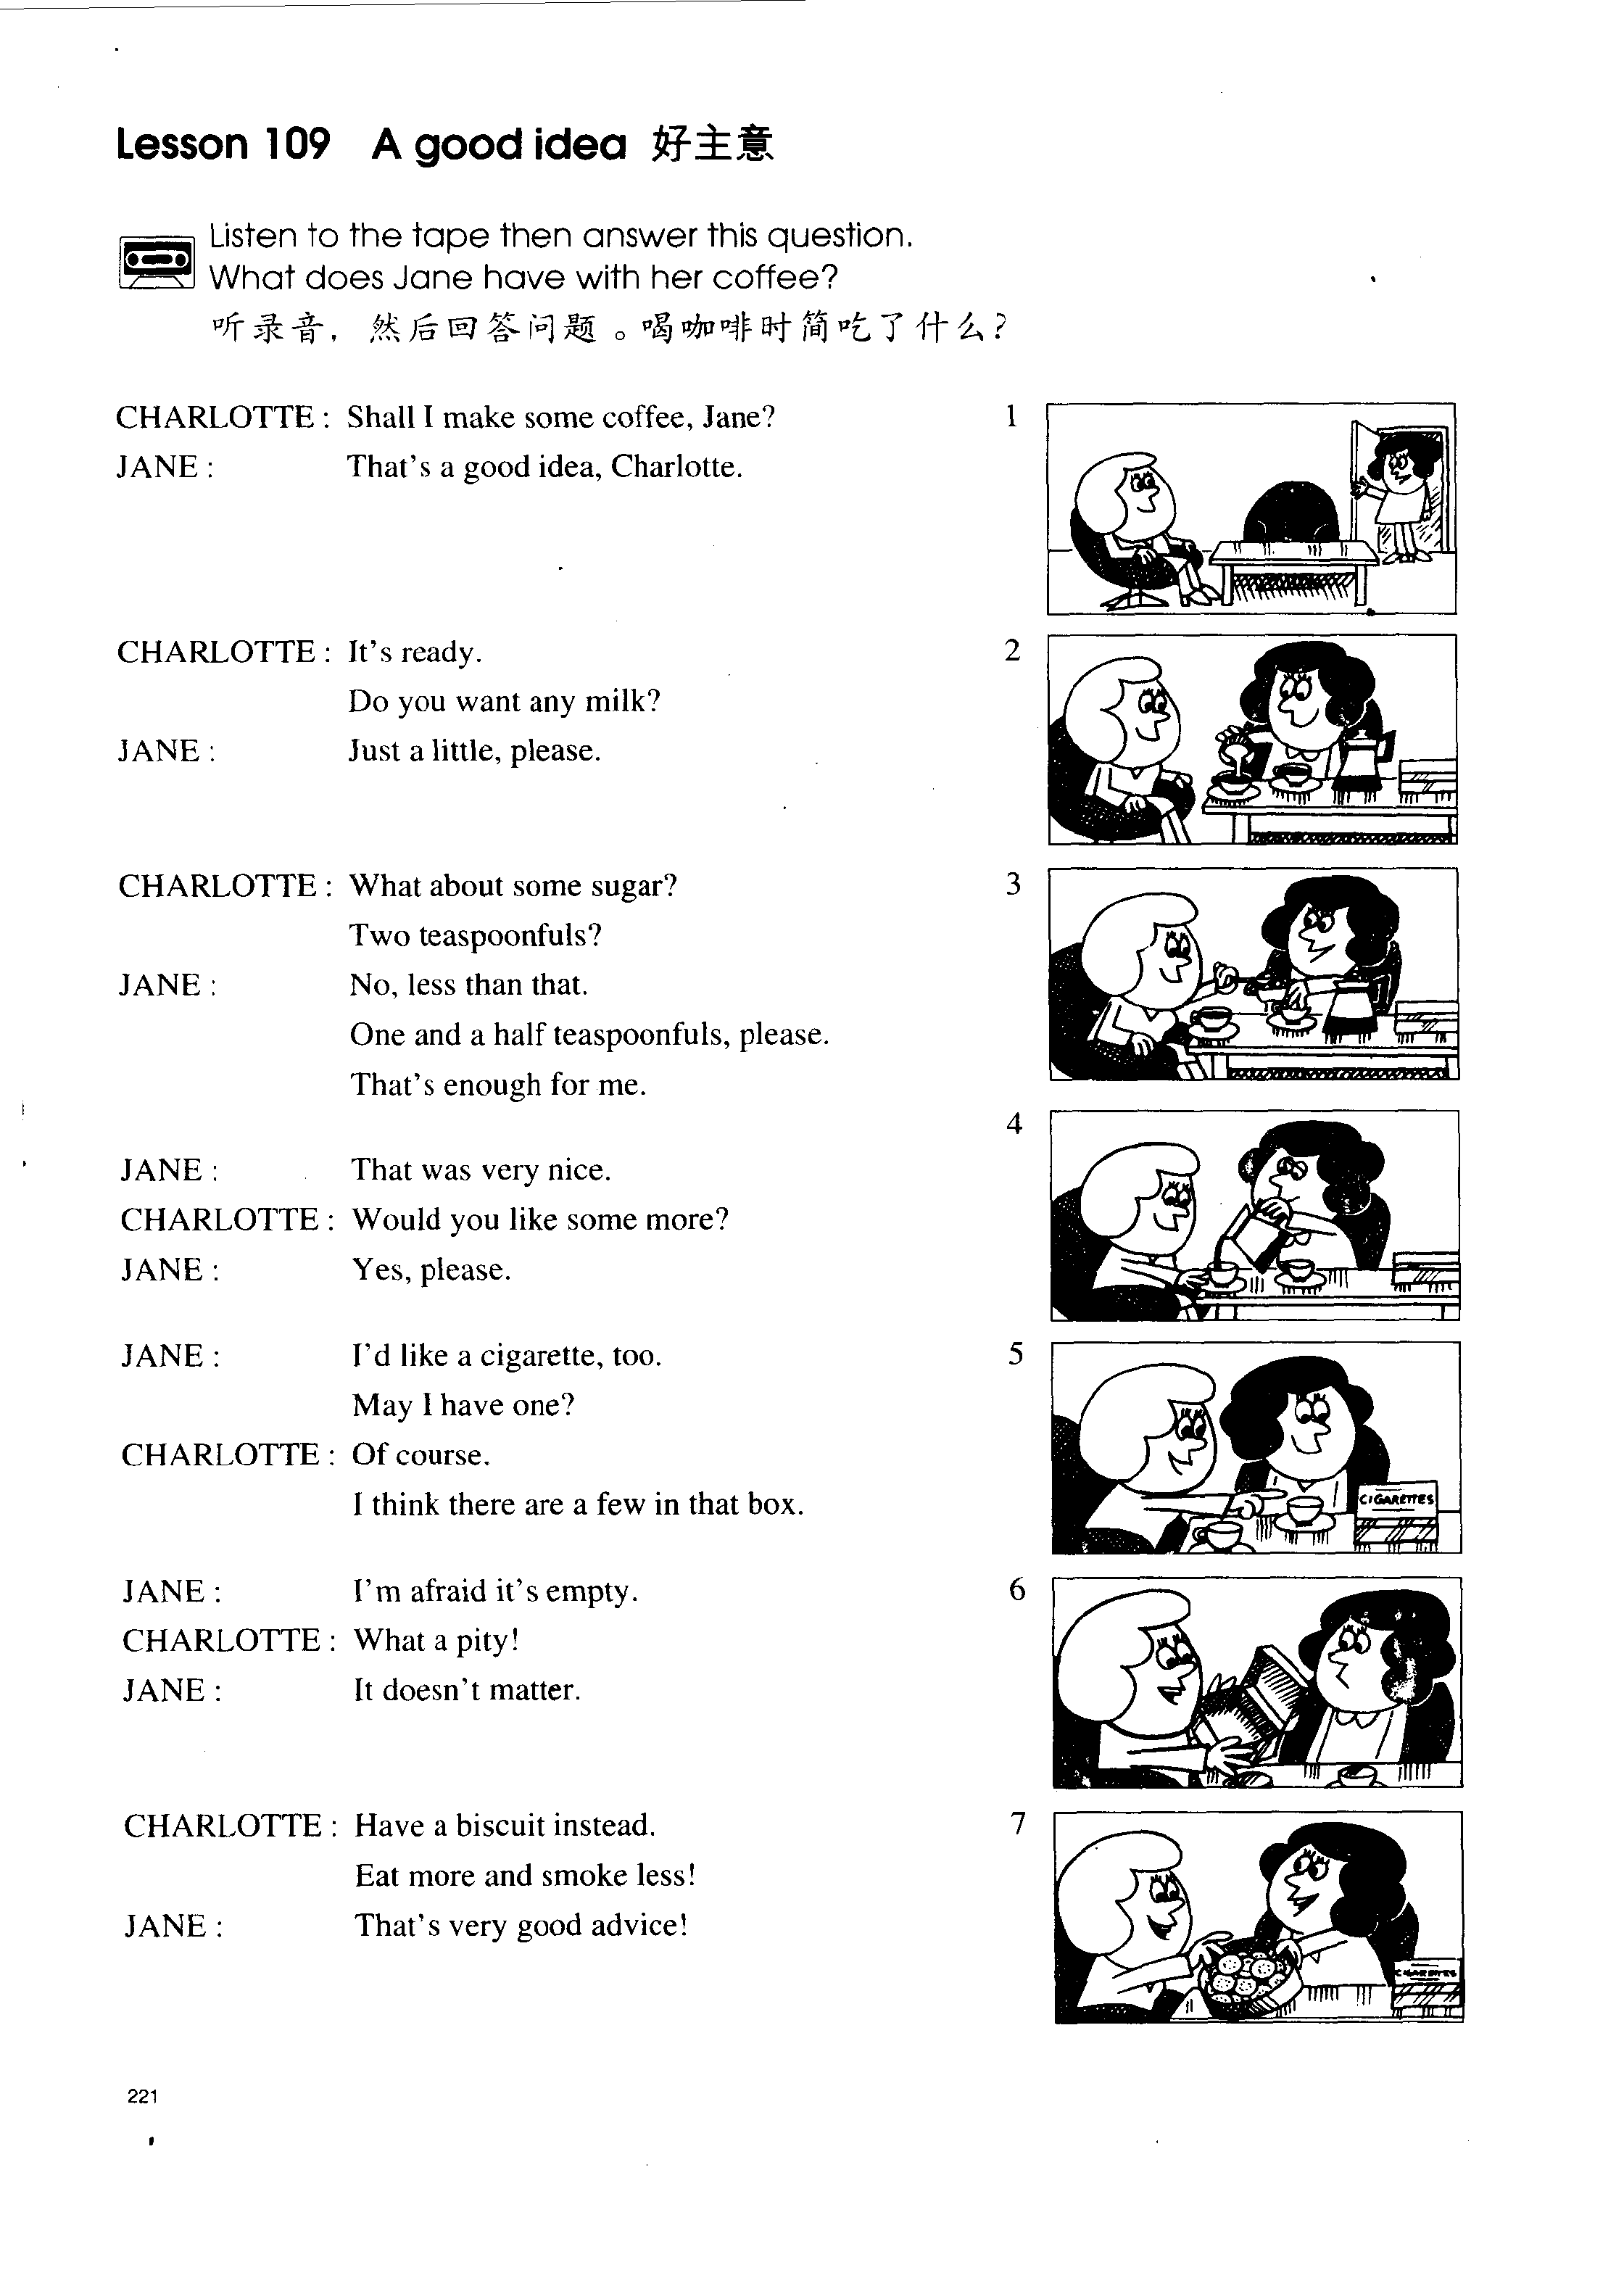 Lesson 109 A good idea 好主意
Listen to the tape then answer this question.
What does Jane have with her coffee?
听录音，然后回答问题。喝咖啡时简吃了什么?
CHARLOTTE : Shall I make some coffee, Jane?
JANE : That's a good idea, Charlotte.
1
CHARLOTTE : It's ready.
Do you want any milk?
JANE : Just a little, please.
2
CHARLOTTE : What about some sugar?
Two teaspoonfuls?
JANE : No, less than that.
One and a half teaspoonfuls, please.
That's enough for me.
3
JANE : That was very nice.
CHARLOTTE : Would you like some more?
JANE : Yes, please.
4
JANE : I'd like a cigarette, too.
May I have one?
CHARLOTTE : Of course.
I think there are a few in that box.
5
CIGARETTES
JANE : I'm afraid it's empty.
CHARLOTTE : What a pity!
JANE : It doesn't matter.
6
CHARLOTTE : Have a biscuit instead.
Eat more and smoke less!
JANE : That's very good advice!
7
CIGARETTES
221